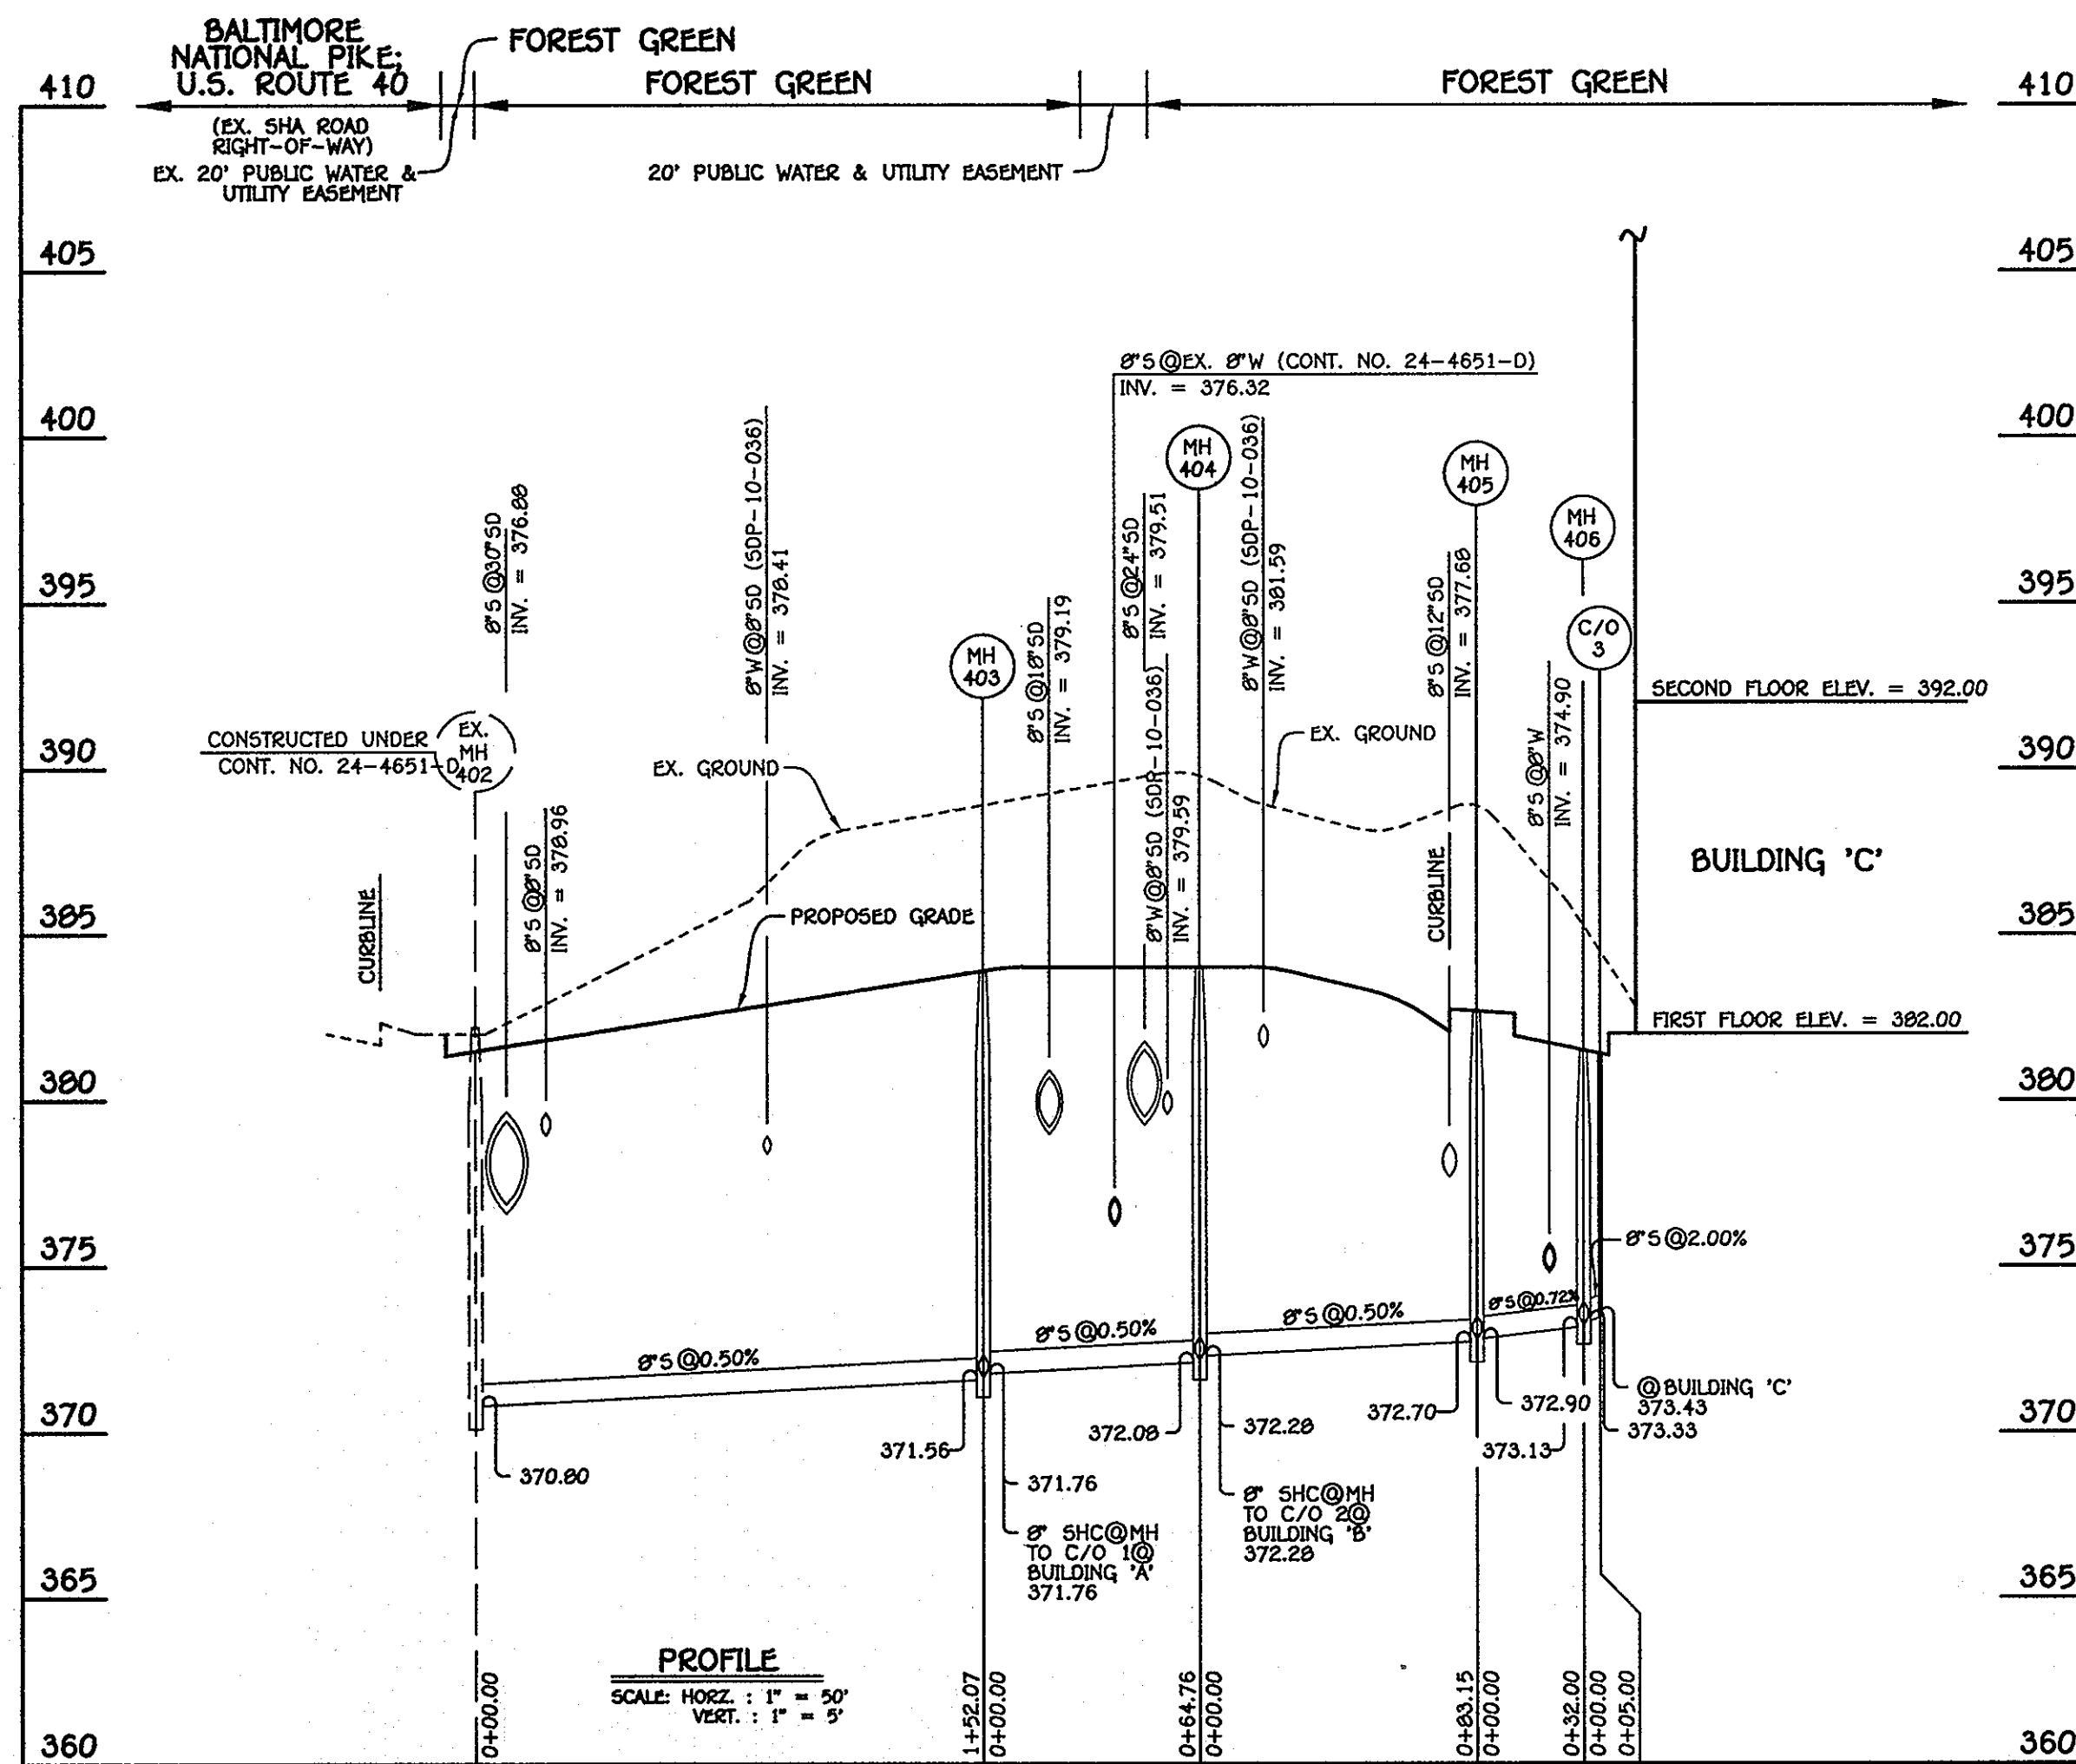 BALTIMORE
NATIONAL PIKE;
U.S. ROUTE 40
(EX. SHA ROAD
RIGHT-OF-WAY)
EX. 20' PUBLIC WATER &
UTILITY EASEMENT
FOREST GREEN
FOREST GREEN
20' PUBLIC WATER & UTILITY EASEMENT
FOREST GREEN
410
405
400
395
390
385
380
375
370
365
360
410
405
400
395
390
385
380
375
370
365
360
CURBLINE
CONSTRUCTED UNDER
CONT. NO. 24-4651-D
EX.
MH
402
8"S @30"SD
INV. = 376.88
8"S @8"SD
INV. = 378.96
8"W@8"SD (SDP-10-036)
INV. = 378.41
EX. GROUND
PROPOSED GRADE
MH
403
8"S @18"SD
INV. = 379.19
8"S @EX. 8"W (CONT. NO. 24-4651-D)
INV. = 376.32
8"S @24"SD
INV. = 379.51
8"W@8"SD (SDP-10-036)
INV. = 379.59
MH
404
8"W@8"SD (SDP-10-036)
INV. = 381.59
EX. GROUND
CURBLINE
8"S @12"SD
INV. = 377.68
MH
405
8"S @8"W
INV. = 374.90
MH
406
C/O
3
SECOND FLOOR ELEV. = 392.00
BUILDING 'C'
FIRST FLOOR ELEV. = 382.00
8"S @2.00%
8"S @0.50%
8"S @0.50%
8"S @0.50%
8"S @0.72%
370.80
371.56
371.76
8" SHC@MH
TO C/O 1@
BUILDING 'A'
371.76
372.08
372.28
8" SHC@MH
TO C/O 2@
BUILDING 'B'
372.28
372.70
372.90
373.13
@BUILDING 'C'
373.43
373.33
PROFILE
SCALE: HORZ. : 1" = 50'
VERT. : 1" = 5'
0+00.00
1+52.07
0+00.00
0+64.76
0+00.00
0+83.15
0+00.00
0+32.00
0+00.00
0+05.00